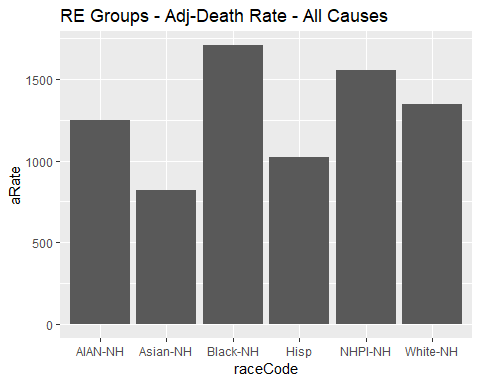 RE Groups - Adj-Death Rate - All Causes
aRate
1500
1000
500
0
AIAN-NH Asian-NH Black-NH Hisp NHPI-NH White-NH
raceCode